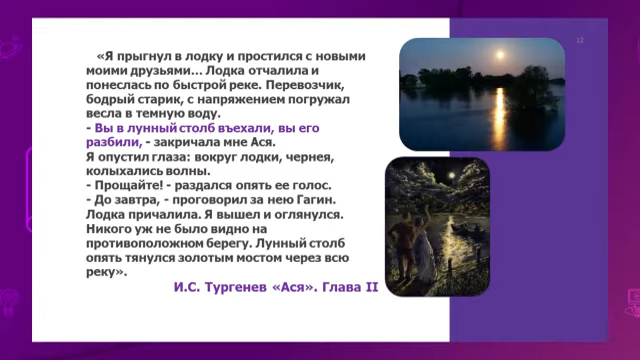 12
«Я прыгнул в лодку и простился с новыми
моими друзьями... Лодка отчалила и
понеслась по быстрой реке. Перевозчик,
бодрый старик, с напряжением погружал
весла в темную воду.
- Вы в лунный столб въехали, вы его
разбили, - закричала мне Ася.
Я опустил глаза: вокруг лодки, чернея,
колыхались волны.
- Прощайте! - раздался опять ее голос.
- До завтра, - проговорил за нею Гагин.
Лодка причалила. Я вышел и оглянулся.
Никого уж не было видно на
противоположном берегу. Лунный столб
опять тянулся золотым мостом через всю
реку».
И.С. Тургенев «Ася». Глава II